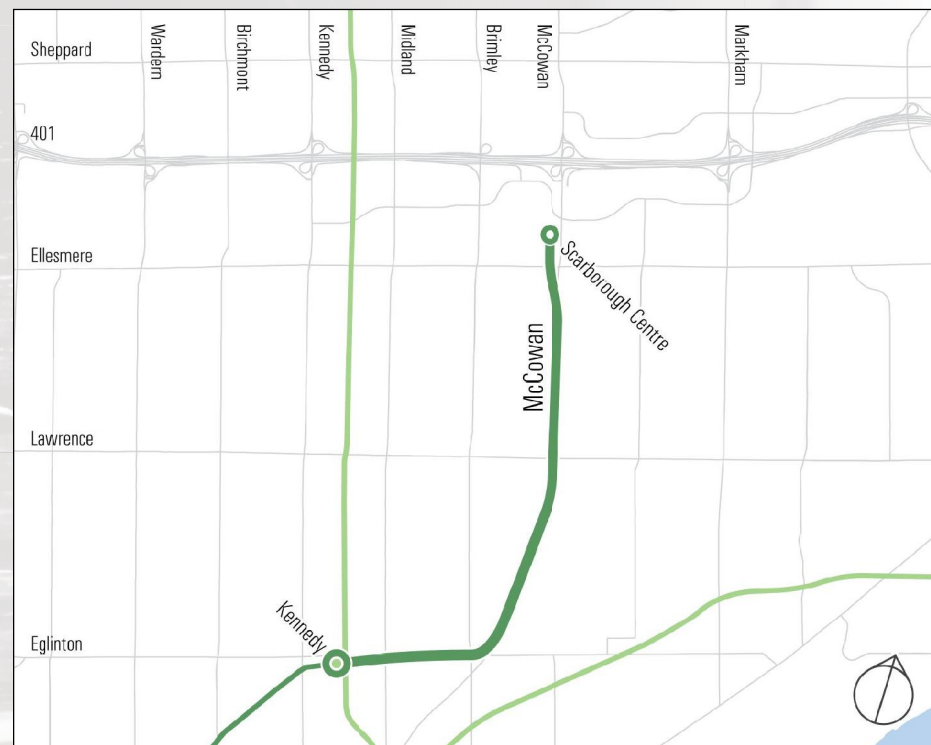 Sheppard
Wardern
Birchmont
Kennedy
Midland
Brimley
McCowan
Markham
401
Ellesmere
Scarborough Centre
McCowan
Lawrence
Kennedy
Eglinton